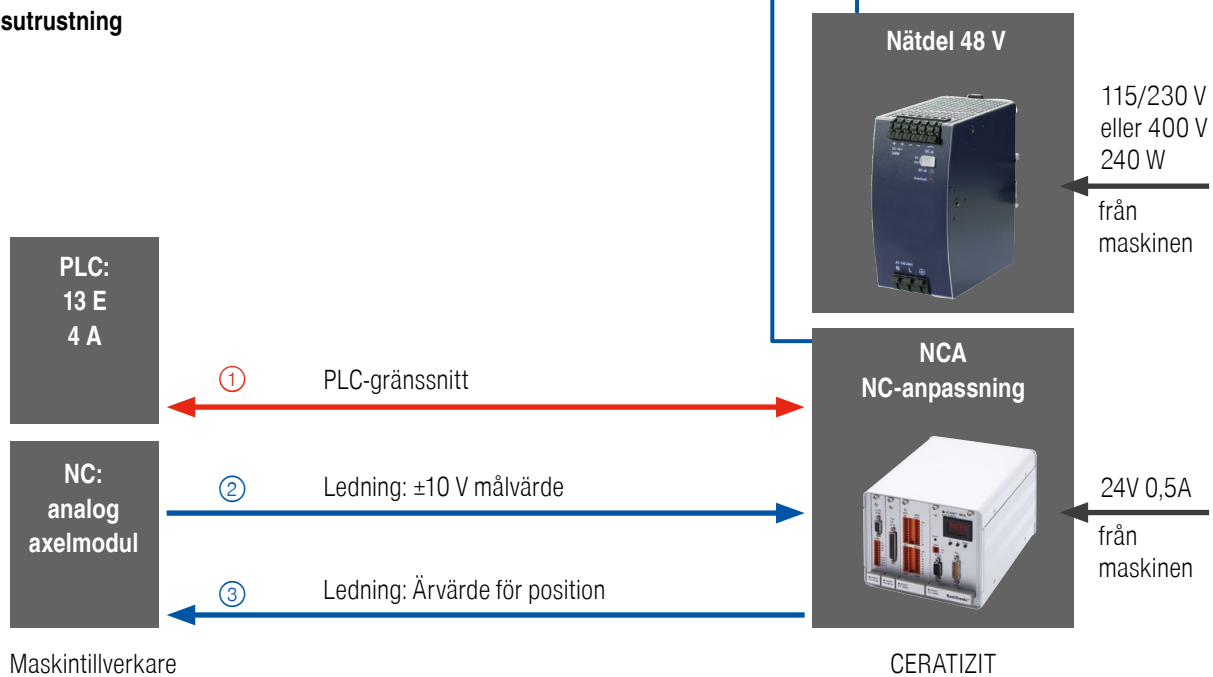 sutrustning
Nätdel 48 V
115/230 V
eller 400 V
240 W
från
maskinen
PLC:
13 E
4 A
① PLC-gränssnitt
NCA
NC-anpassning
NC:
analog
axelmodul
② Ledning: ±10 V målvärde
24V 0,5A
från
maskinen
③ Ledning: Ärvärde för position
Maskintillverkare
CERATIZIT